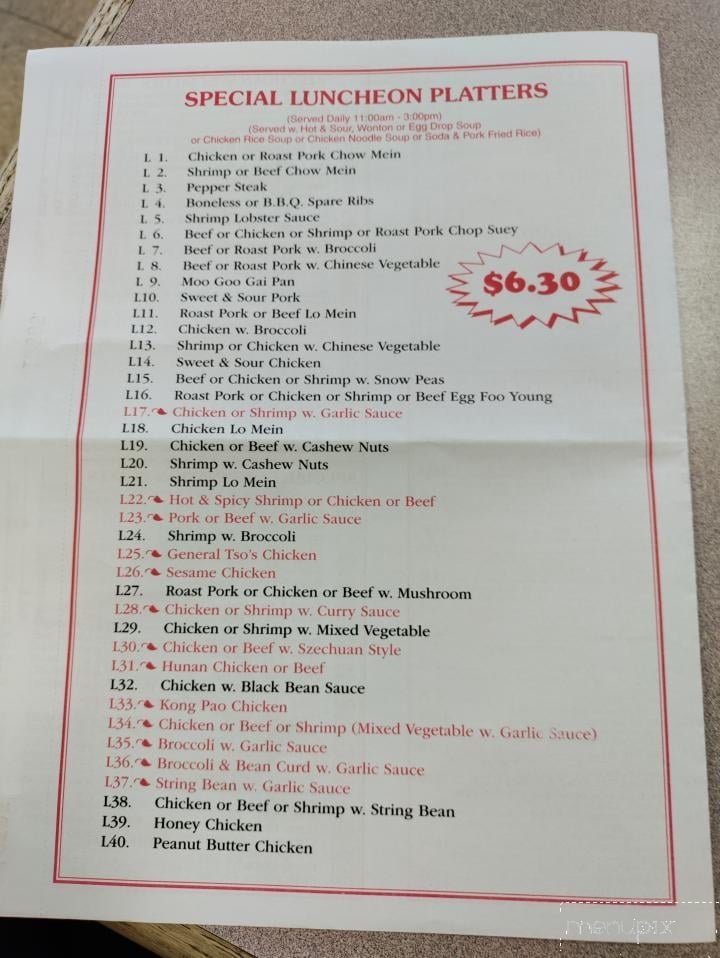 SPECIAL LUNCHEON PLATTERS
(Served Daily 11:00am - 3:00pm)
(Served w. Hot & Sour, Wonton or Egg Drop Soup
or Chicken Rice Soup or Chicken Noodle Soup or Soda & Pork Fried Rice)
L 1. Chicken or Roast Pork Chow Mein
L 2. Shrimp or Beef Chow Mein
L 3. Pepper Steak
L 4. Boneless or B.B.Q. Spare Ribs
L 5. Shrimp Lobster Sauce
L 6. Beef or Chicken or Shrimp or Roast Pork Chop Suey
L 7. Beef or Roast Pork w. Broccoli
L 8. Beef or Roast Pork w. Chinese Vegetable
$6.30
L 9. Moo Goo Gai Pan
L10. Sweet & Sour Pork
L11. Roast Pork or Beef Lo Mein
L12. Chicken w. Broccoli
L13. Shrimp or Chicken w. Chinese Vegetable
L14. Sweet & Sour Chicken
L15. Beef or Chicken or Shrimp w. Snow Peas
L16. Roast Pork or Chicken or Shrimp or Beef Egg Foo Young
L17. Chicken or Shrimp w. Garlic Sauce
L18. Chicken Lo Mein
L19. Chicken or Beef w. Cashew Nuts
L20. Shrimp w. Cashew Nuts
L21. Shrimp Lo Mein
L22. Hot & Spicy Shrimp or Chicken or Beef
L23. Pork or Beef w. Garlic Sauce
L24. Shrimp w. Broccoli
L25. General Tso's Chicken
L26. Sesame Chicken
L27. Roast Pork or Chicken or Beef w. Mushroom
L28. Chicken or Shrimp w. Curry Sauce
L29. Chicken or Shrimp w. Mixed Vegetable
L30. Chicken or Beef w. Szechuan Style
L31. Hunan Chicken or Beef
L32. Chicken w. Black Bean Sauce
L33. Kong Pao Chicken
L34. Chicken or Beef or Shrimp (Mixed Vegetable w. Garlic Sauce)
L35. Broccoli w. Garlic Sauce
L36. Broccoli & Bean Curd w. Garlic Sauce
L37. String Bean w. Garlic Sauce
L38. Chicken or Beef or Shrimp w. String Bean
L39. Honey Chicken
L40. Peanut Butter Chicken
menupix